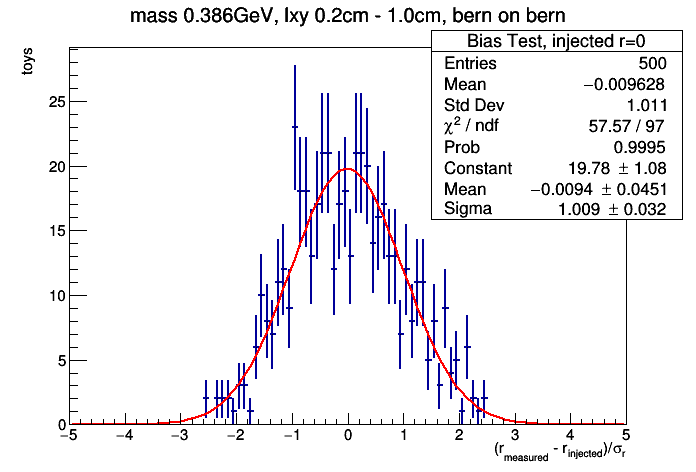 mass 0.386GeV, lxy 0.2cm - 1.0cm, bern on bern
Bias Test, injected r=0
Entries 500
Mean −0.009628
Std Dev 1.011
χ² / ndf 57.57 / 97
Prob 0.9995
Constant 19.78 ± 1.08
Mean −0.0094 ± 0.0451
Sigma 1.009 ± 0.032
toys
25
20
15
10
5
0
−5 −4 −3 −2 −1 0 1 2 3 4 5
(r_measured - r_injected)/σ_r